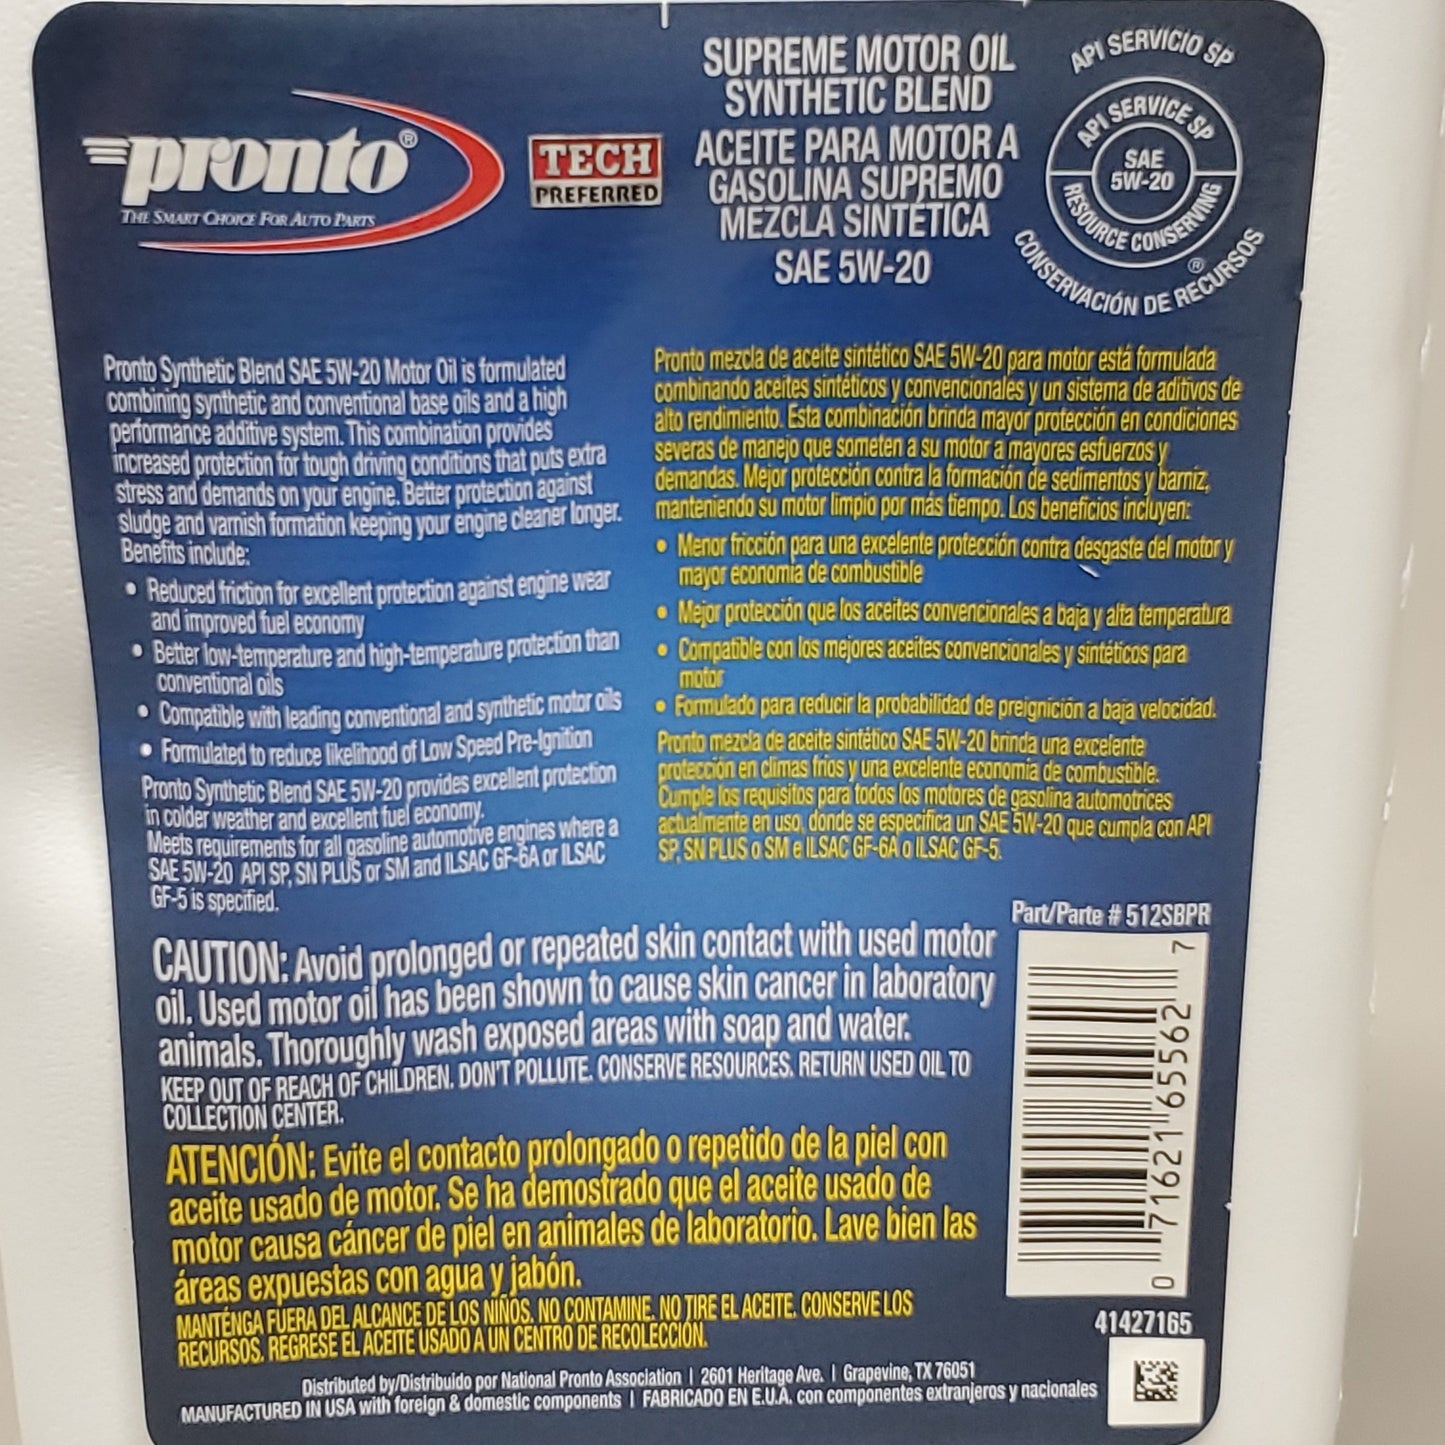 pronto®
THE SMART CHOICE FOR AUTO PARTS
TECH
PREFERRED
SUPREME MOTOR OIL
SYNTHETIC BLEND
ACEITE PARA MOTOR A
GASOLINA SUPREMO
MEZCLA SINTÉTICA
SAE 5W-20
API SERVICIO SP
API SERVICE SP
SAE
5W-20
RESOURCE CONSERVING
®
CONSERVACIÓN DE RECURSOS
Pronto Synthetic Blend SAE 5W-20 Motor Oil is formulated
combining synthetic and conventional base oils and a high
performance additive system. This combination provides
increased protection for tough driving conditions that puts extra
stress and demands on your engine. Better protection against
sludge and varnish formation keeping your engine cleaner longer.
Benefits include:
• Reduced friction for excellent protection against engine wear
and improved fuel economy
• Better low-temperature and high-temperature protection than
conventional oils
• Compatible with leading conventional and synthetic motor oils
• Formulated to reduce likelihood of Low Speed Pre-Ignition
Pronto Synthetic Blend SAE 5W-20 provides excellent protection
in colder weather and excellent fuel economy.
Meets requirements for all gasoline automotive engines where a
SAE 5W-20 API SP, SN PLUS or SM and ILSAC GF-6A or ILSAC
GF-5 is specified.
Pronto mezcla de aceite sintético SAE 5W-20 para motor está formulada
combinando aceites sintéticos y convencionales y un sistema de aditivos de
alto rendimiento. Esta combinación brinda mayor protección en condiciones
severas de manejo que someten a su motor a mayores esfuerzos y
demandas. Mejor protección contra la formación de sedimentos y barniz,
manteniendo su motor limpio por más tiempo. Los beneficios incluyen:
• Menor fricción para una excelente protección contra desgaste del motor y
mayor economía de combustible
• Mejor protección que los aceites convencionales a baja y alta temperatura
• Compatible con los mejores aceites convencionales y sintéticos para
motor
• Formulado para reducir la probabilidad de preignición a baja velocidad.
Pronto mezcla de aceite sintético SAE 5W-20 brinda una excelente
protección en climas fríos y una excelente economía de combustible.
Cumple los requisitos para todos los motores de gasolina automotrices
actualmente en uso, donde se especifica un SAE 5W-20 que cumpla con API
SP, SN PLUS o SM e ILSAC GF-6A o ILSAC GF-5.
CAUTION: Avoid prolonged or repeated skin contact with used motor
oil. Used motor oil has been shown to cause skin cancer in laboratory
animals. Thoroughly wash exposed areas with soap and water.
KEEP OUT OF REACH OF CHILDREN. DON'T POLLUTE. CONSERVE RESOURCES. RETURN USED OIL TO
COLLECTION CENTER.
ATENCIÓN: Evite el contacto prolongado o repetido de la piel con
aceite usado de motor. Se ha demostrado que el aceite usado de
motor causa cáncer de piel en animales de laboratorio. Lave bien las
áreas expuestas con agua y jabón.
MANTÉNGA FUERA DEL ALCANCE DE LOS NIÑOS. NO CONTAMINE. NO TIRE EL ACEITE. CONSERVE LOS
RECURSOS. REGRESE EL ACEITE USADO A UN CENTRO DE RECOLECCIÓN.
Part/Parte # 512SBPR
0 71621 65562 7
41427165
Distributed by/Distribuido por National Pronto Association | 2601 Heritage Ave. | Grapevine, TX 76051
MANUFACTURED IN USA with foreign & domestic components | FABRICADO EN E.U.A. con componentes extranjeros y nacionales